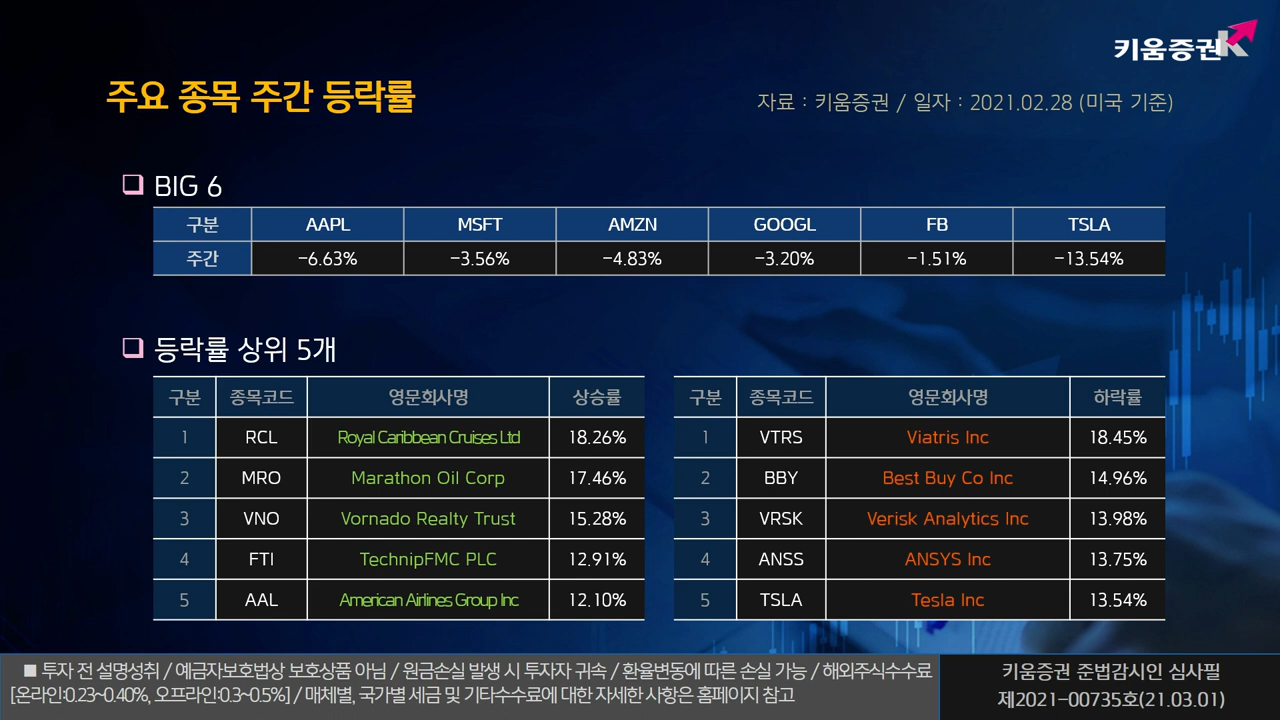 키움증권
주요 종목 주간 등락률
자료 : 키움증권 / 일자 : 2021.02.28 (미국 기준)
❑ BIG 6
구분 AAPL MSFT AMZN GOOGL FB TSLA
주간 -6.63% -3.56% -4.83% -3.20% -1.51% -13.54%
❑ 등락률 상위 5개
구분 종목코드 영문회사명 상승률 구분 종목코드 영문회사명 하락률
1 RCL Royal Caribbean Cruises Ltd 18.26% 1 VTRS Viatris Inc 18.45%
2 MRO Marathon Oil Corp 17.46% 2 BBY Best Buy Co Inc 14.96%
3 VNO Vornado Realty Trust 15.28% 3 VRSK Verisk Analytics Inc 13.98%
4 FTI TechnipFMC PLC 12.91% 4 ANSS ANSYS Inc 13.75%
5 AAL American Airlines Group Inc 12.10% 5 TSLA Tesla Inc 13.54%
■ 투자 전 설명성취 / 예금자보호법상 보호상품 아님 / 원금손실 발생 시 투자자 귀속 / 환율변동에 따른 손실 가능 / 해외주식수수료
[온라인:0.23~0.40%, 오프라인:0.3~0.5%] / 매체별, 국가별 세금 및 기타수수료에 대한 자세한 사항은 홈페이지 참고
키움증권 준법감시인 심사필
제2021-00735호(21.03.01)